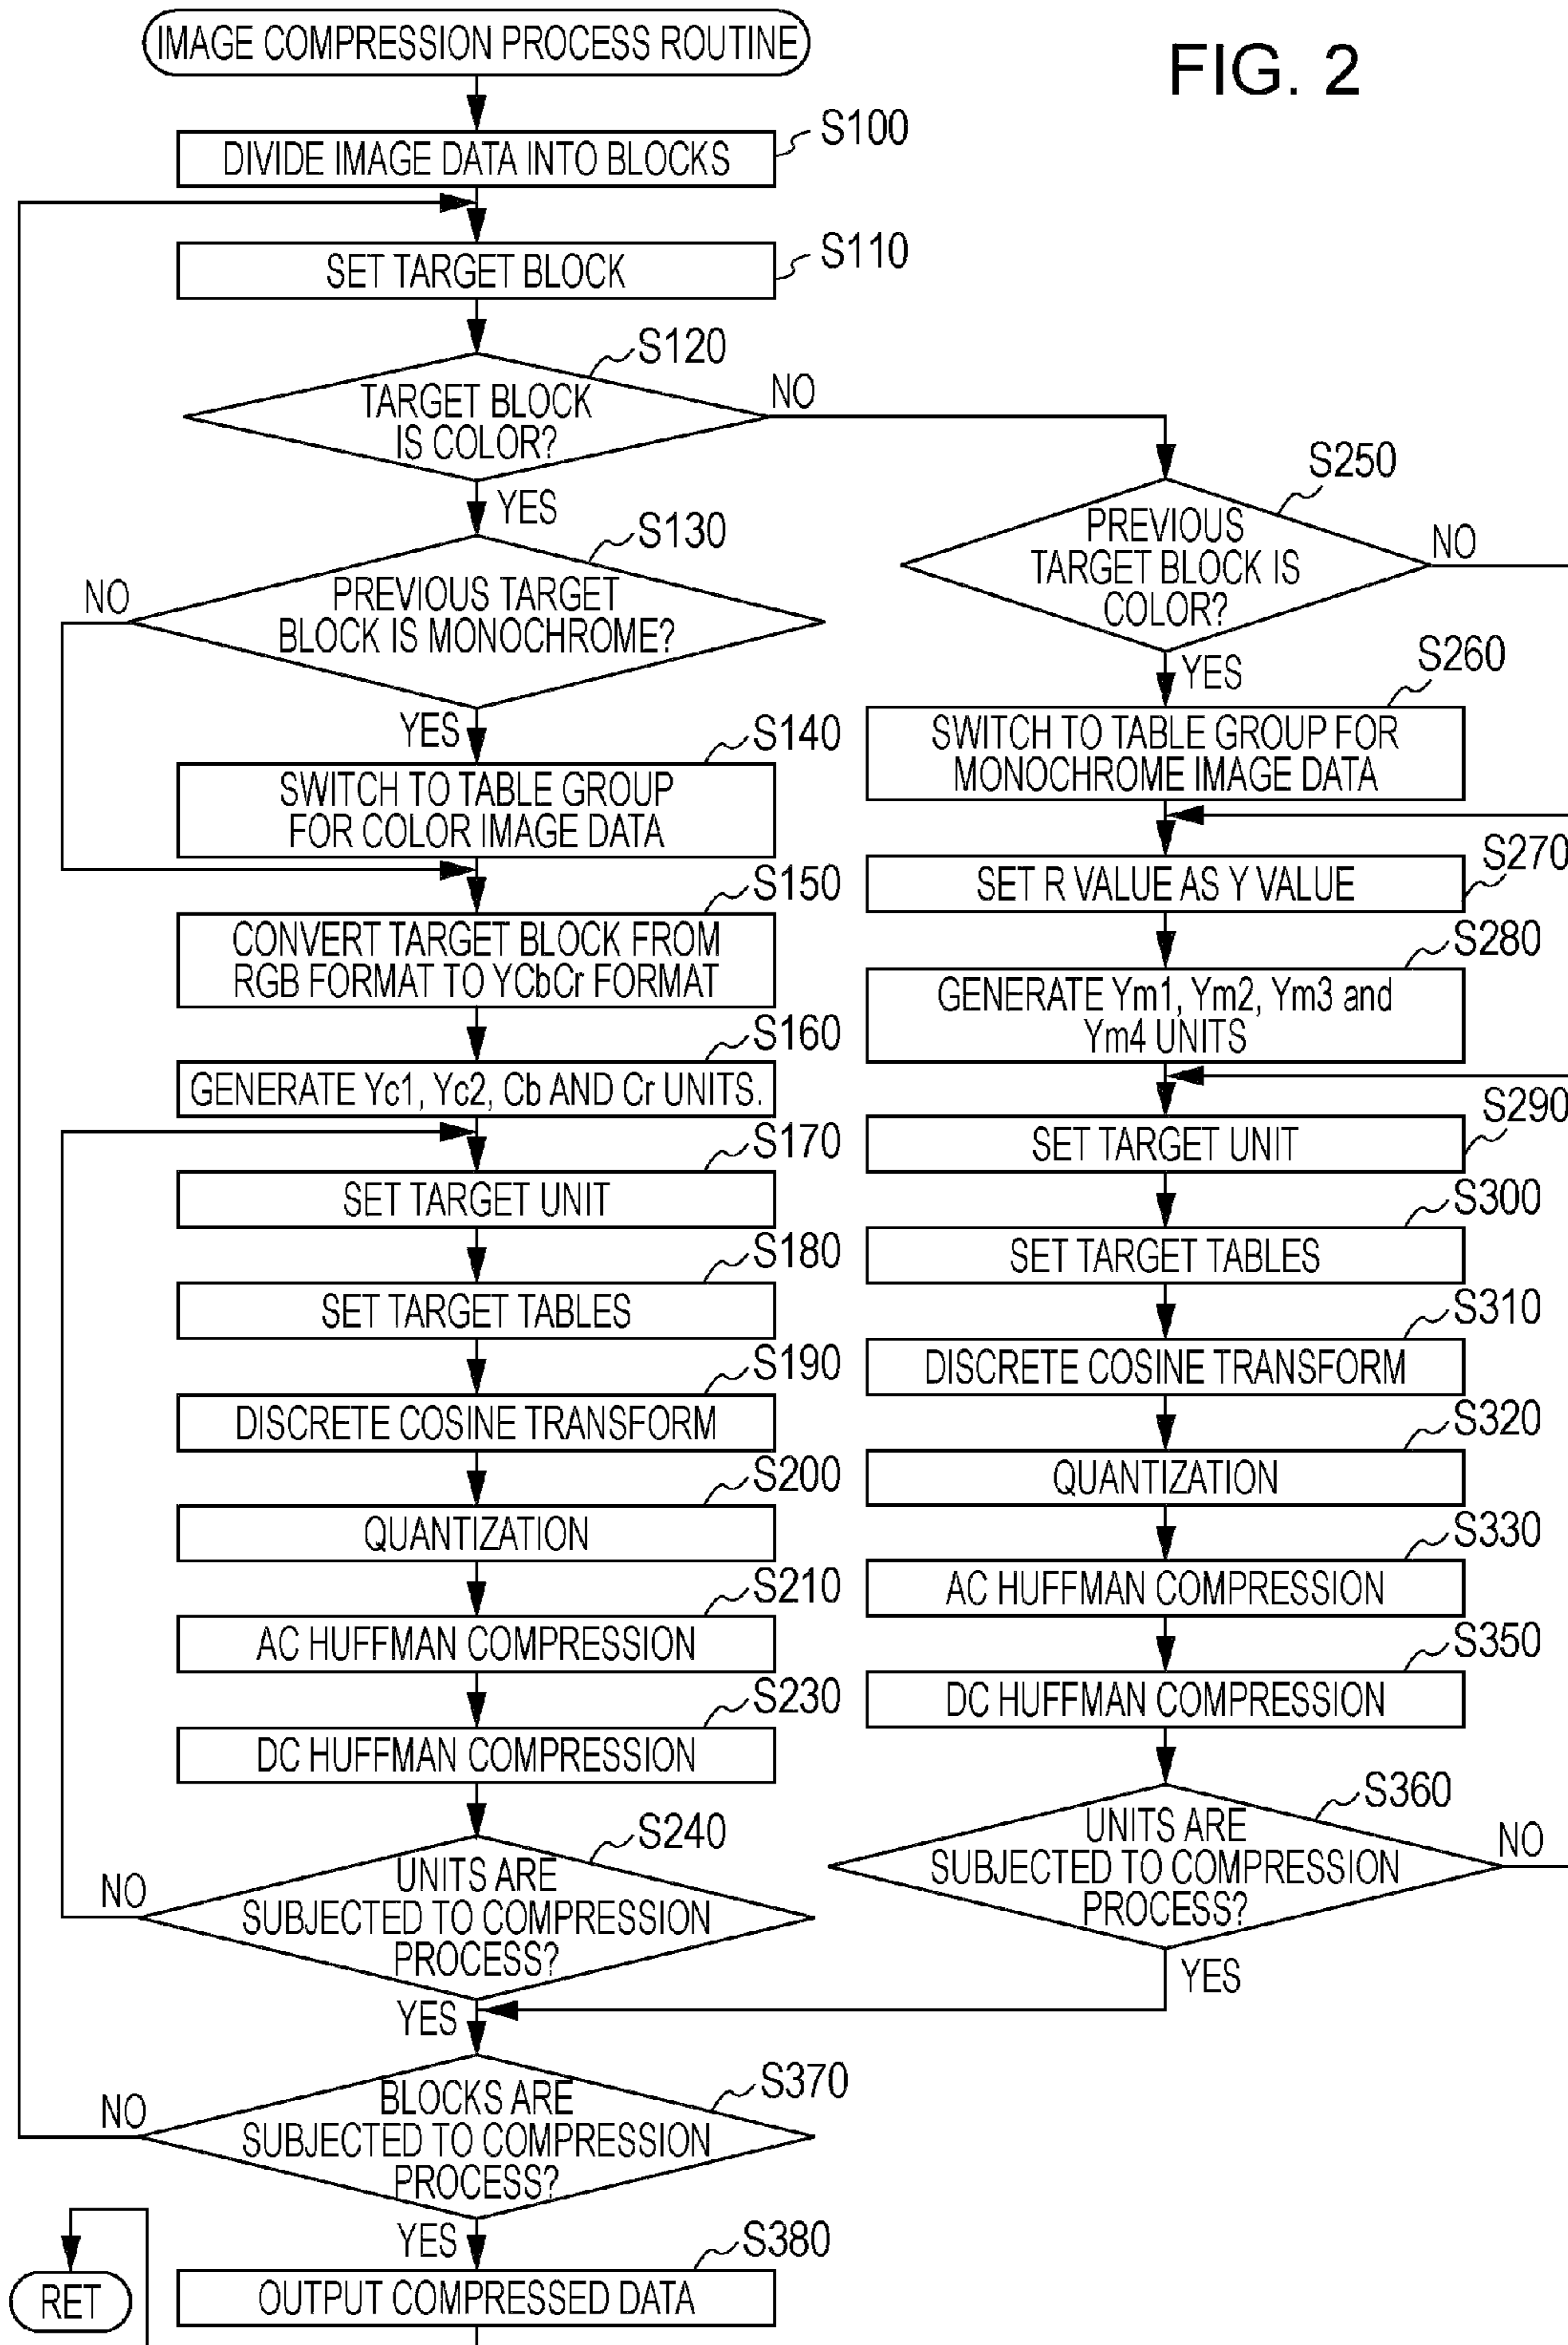 IMAGE COMPRESSION PROCESS ROUTINE
FIG. 2
S100
DIVIDE IMAGE DATA INTO BLOCKS
S110
SET TARGET BLOCK
S120
TARGET BLOCK
IS COLOR?
NO
YES
S130
PREVIOUS TARGET
BLOCK IS MONOCHROME?
NO
YES
S140
SWITCH TO TABLE GROUP
FOR COLOR IMAGE DATA
S150
CONVERT TARGET BLOCK FROM
RGB FORMAT TO YCbCr FORMAT
S160
GENERATE Yc1, Yc2, Cb AND Cr UNITS.
S170
SET TARGET UNIT
S180
SET TARGET TABLES
S190
DISCRETE COSINE TRANSFORM
S200
QUANTIZATION
S210
AC HUFFMAN COMPRESSION
S230
DC HUFFMAN COMPRESSION
S240
UNITS ARE
SUBJECTED TO COMPRESSION
PROCESS?
NO
YES
S250
PREVIOUS
TARGET BLOCK IS
COLOR?
NO
YES
S260
SWITCH TO TABLE GROUP FOR
MONOCHROME IMAGE DATA
S270
SET R VALUE AS Y VALUE
S280
GENERATE Ym1, Ym2, Ym3 and
Ym4 UNITS
S290
SET TARGET UNIT
S300
SET TARGET TABLES
S310
DISCRETE COSINE TRANSFORM
S320
QUANTIZATION
S330
AC HUFFMAN COMPRESSION
S350
DC HUFFMAN COMPRESSION
S360
UNITS ARE
SUBJECTED TO COMPRESSION
PROCESS?
NO
YES
S370
BLOCKS ARE
SUBJECTED TO COMPRESSION
PROCESS?
NO
YES
S380
OUTPUT COMPRESSED DATA
RET